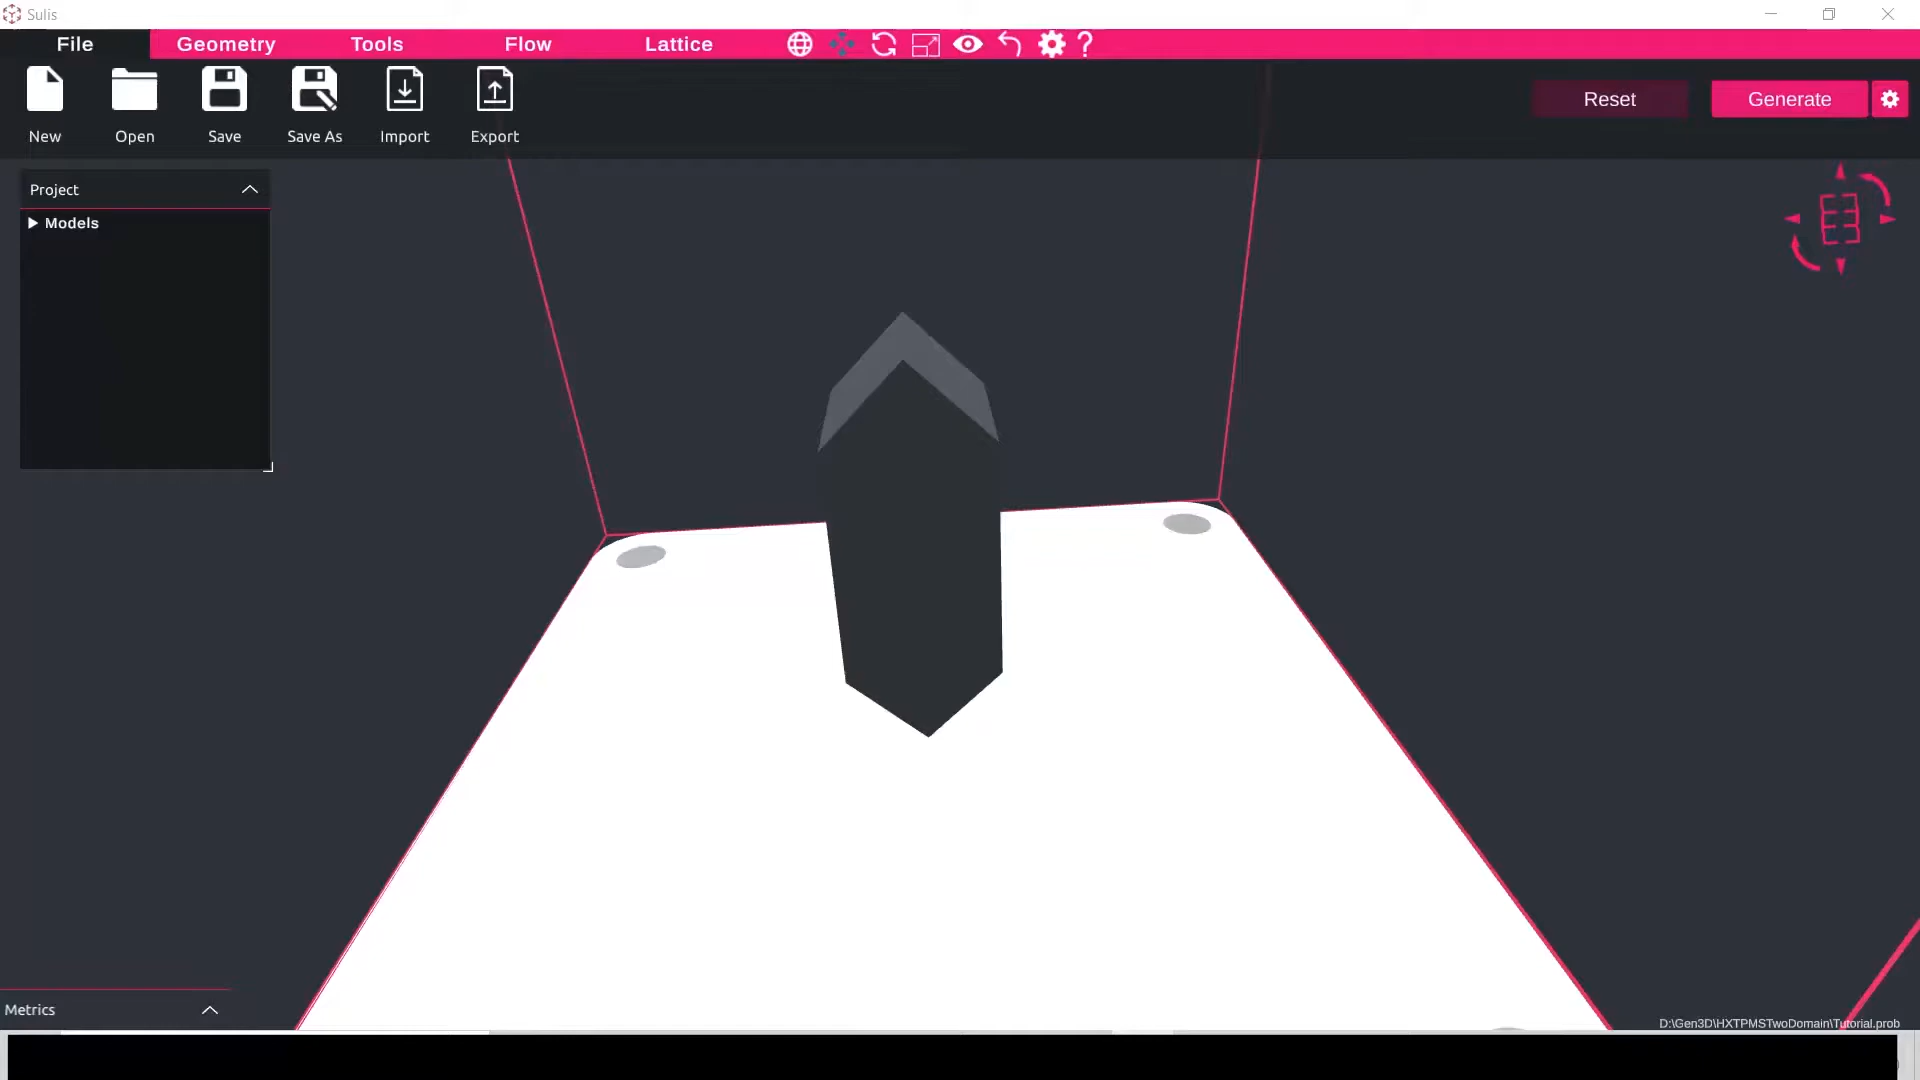 Sulis
File Geometry Tools Flow Lattice
New Open Save Save As Import Export
Reset Generate
Project
Models
Metrics
D:\Gen3D\HXTPMSTwoDomain\Tutorial.prob